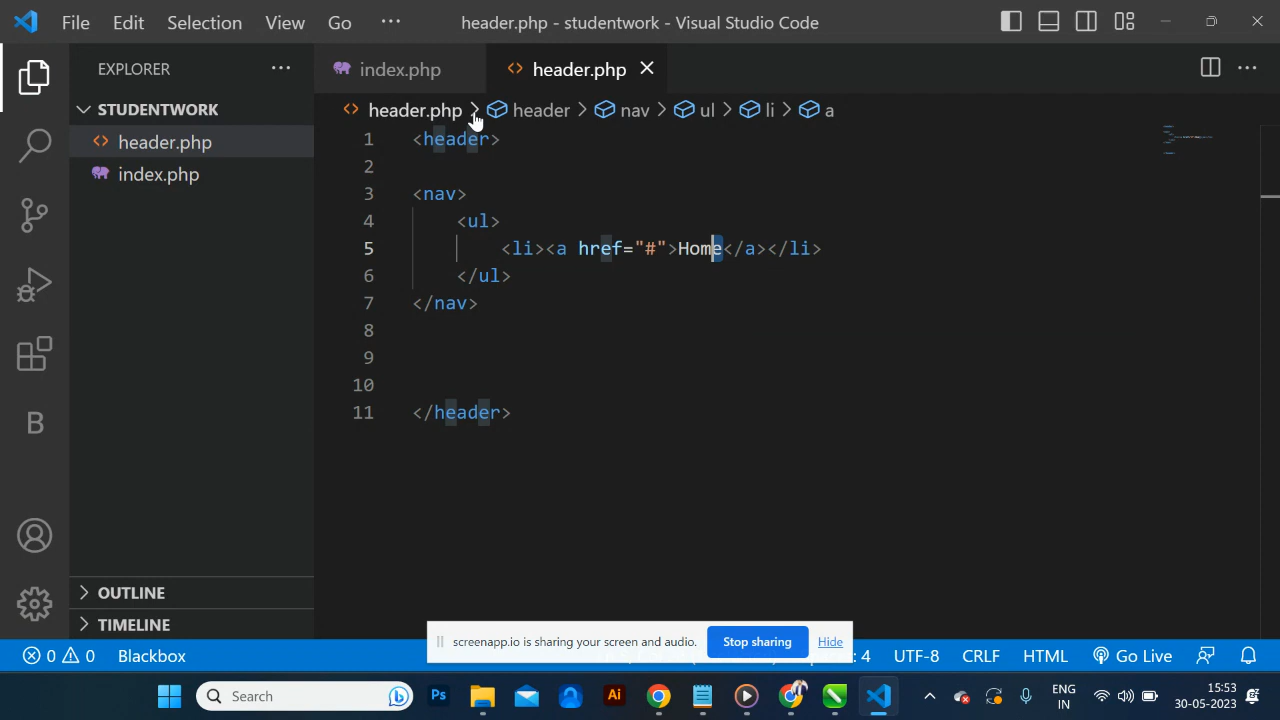 File Edit Selection View Go ··· header.php - studentwork - Visual Studio Code
EXPLORER ···
index.php header.php
STUDENTWORK
header.php > header > nav > ul > li > a
header.php
index.php
1 <header>
2
3 <nav>
4 <ul>
5 <li><a href="#">Home</a></li>
6 </ul>
7 </nav>
8
9
10
11 </header>
B
OUTLINE
TIMELINE
screenapp.io is sharing your screen and audio. Stop sharing Hide
0 0 Blackbox : 4 UTF-8 CRLF HTML Go Live
Search
Ps
Ai
ENG
IN
15:53
30-05-2023